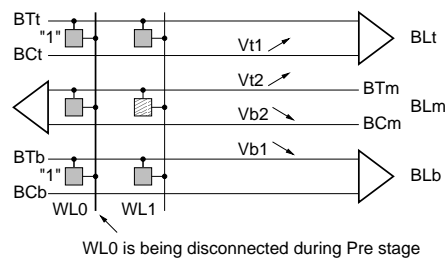 BTt
"1"
BCt
Vt1
BLt
Vt2
BTm
BLm
Vb2
BCm
BTb
Vb1
"1"
BCb
BLb
WL0 WL1
WL0 is being disconnected during Pre stage